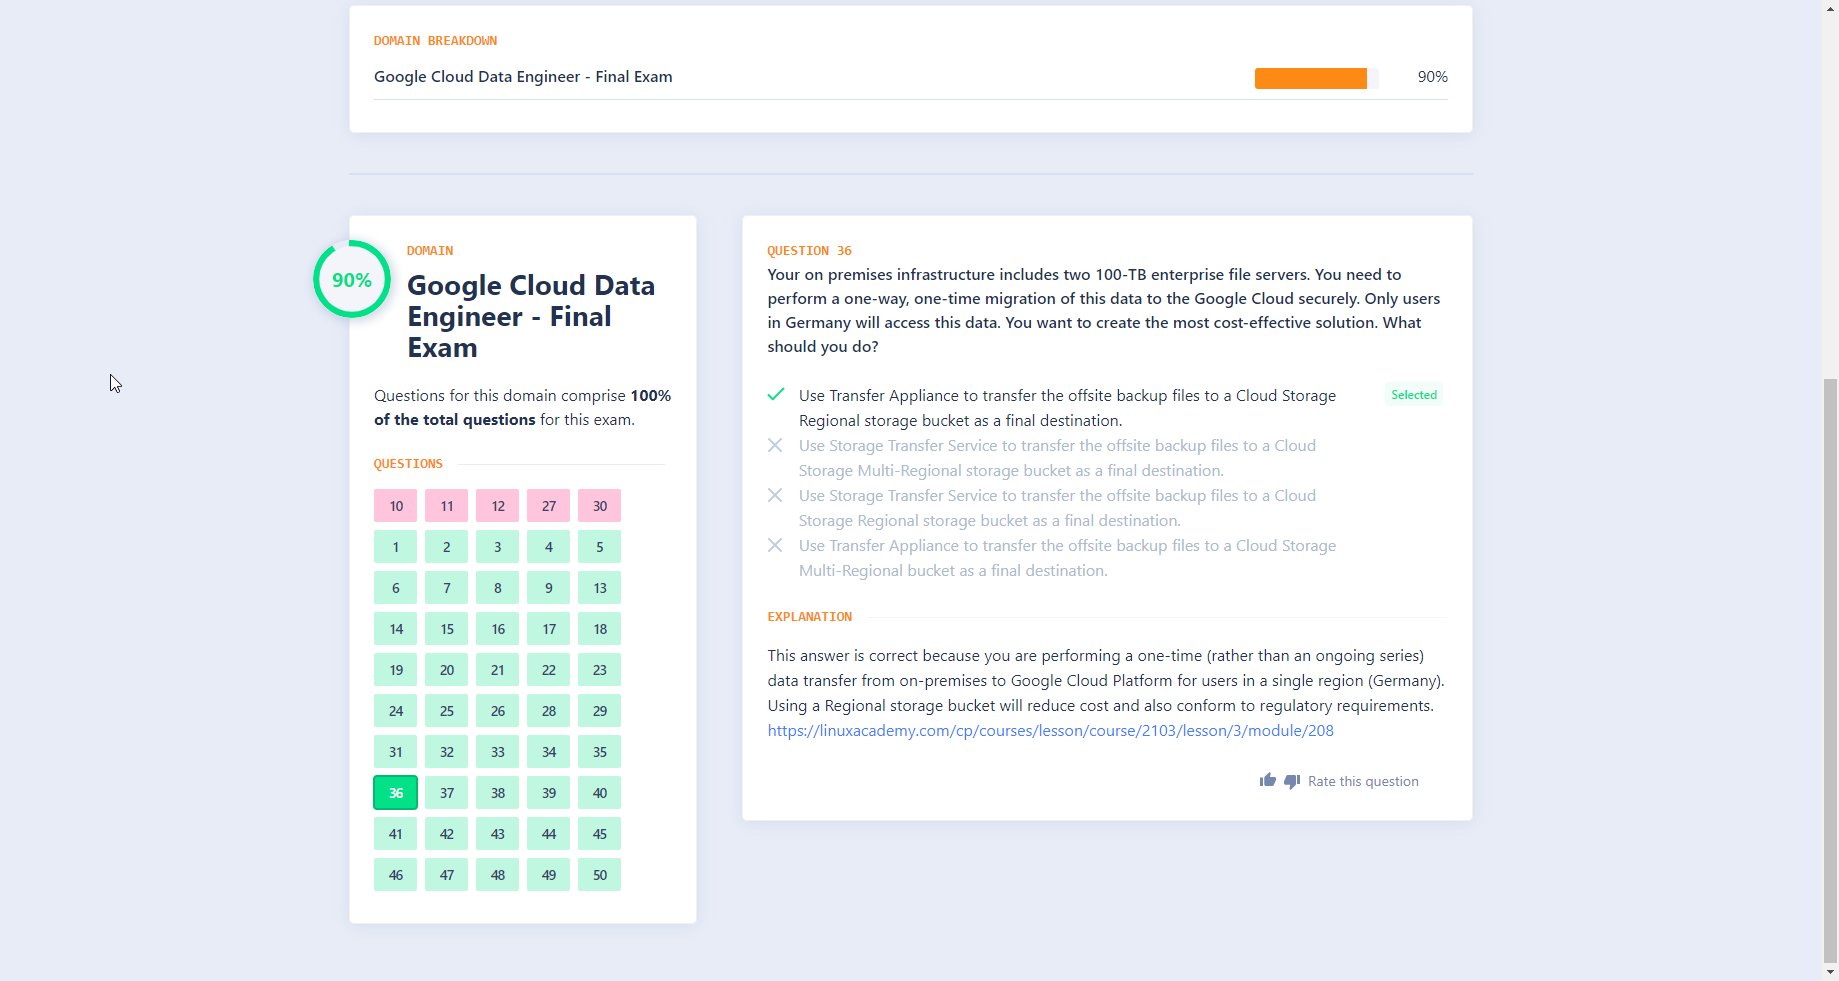 DOMAIN BREAKDOWN
Google Cloud Data Engineer - Final Exam 90%
90%
DOMAIN
Google Cloud Data
Engineer - Final
Exam
Questions for this domain comprise 100%
of the total questions for this exam.
QUESTIONS
10 11 12 27 30
1 2 3 4 5
6 7 8 9 13
14 15 16 17 18
19 20 21 22 23
24 25 26 28 29
31 32 33 34 35
36 37 38 39 40
41 42 43 44 45
46 47 48 49 50
QUESTION 36
Your on premises infrastructure includes two 100-TB enterprise file servers. You need to
perform a one-way, one-time migration of this data to the Google Cloud securely. Only users
in Germany will access this data. You want to create the most cost-effective solution. What
should you do?
Use Transfer Appliance to transfer the offsite backup files to a Cloud Storage Selected
Regional storage bucket as a final destination.
Use Storage Transfer Service to transfer the offsite backup files to a Cloud
Storage Multi-Regional storage bucket as a final destination.
Use Storage Transfer Service to transfer the offsite backup files to a Cloud
Storage Regional storage bucket as a final destination.
Use Transfer Appliance to transfer the offsite backup files to a Cloud Storage
Multi-Regional bucket as a final destination.
EXPLANATION
This answer is correct because you are performing a one-time (rather than an ongoing series)
data transfer from on-premises to Google Cloud Platform for users in a single region (Germany).
Using a Regional storage bucket will reduce cost and also conform to regulatory requirements.
https://linuxacademy.com/cp/courses/lesson/course/2103/lesson/3/module/208
Rate this question